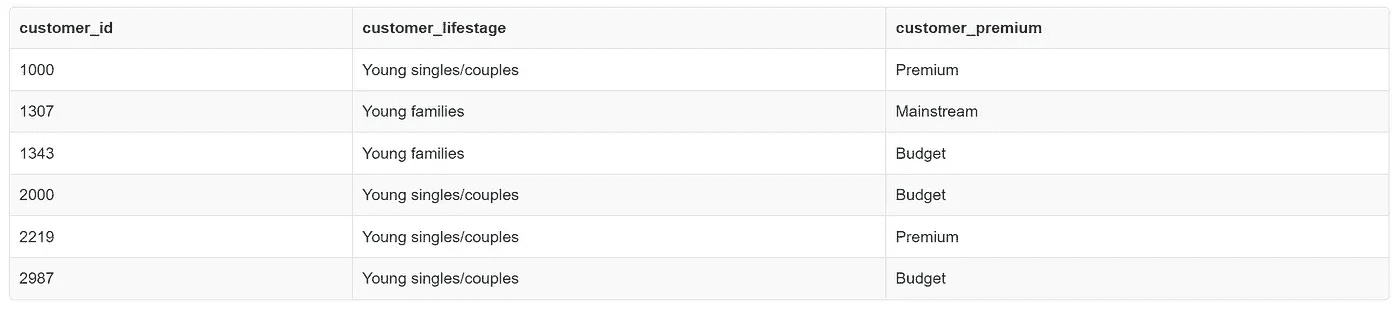 customer_id customer_lifestage customer_premium
1000 Young singles/couples Premium
1307 Young families Mainstream
1343 Young families Budget
2000 Young singles/couples Budget
2219 Young singles/couples Premium
2987 Young singles/couples Budget